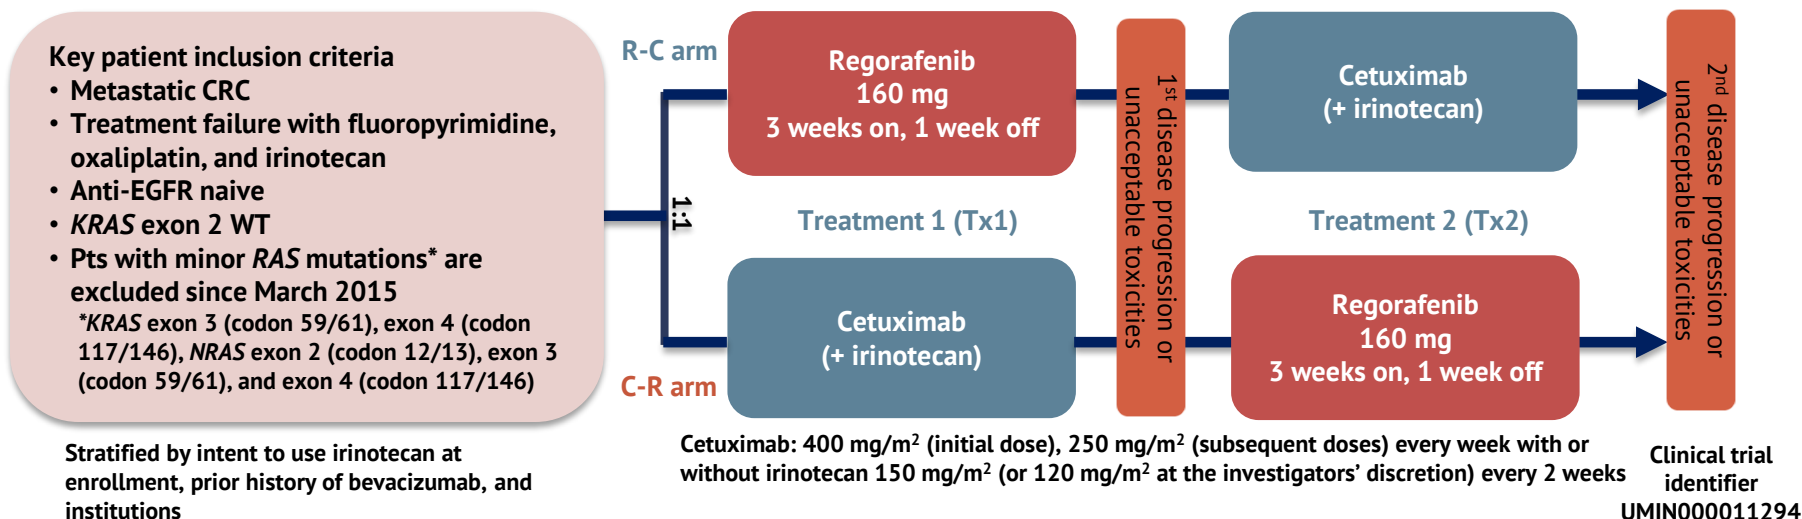 Key patient inclusion criteria
• Metastatic CRC
• Treatment failure with fluoropyrimidine,
oxaliplatin, and irinotecan
• Anti-EGFR naive
• KRAS exon 2 WT
• Pts with minor RAS mutations* are
excluded since March 2015
*KRAS exon 3 (codon 59/61), exon 4 (codon
117/146), NRAS exon 2 (codon 12/13), exon 3
(codon 59/61), and exon 4 (codon 117/146)
Stratified by intent to use irinotecan at
enrollment, prior history of bevacizumab, and
institutions
1:1
R-C arm
Regorafenib
160 mg
3 weeks on, 1 week off
1st disease progression or
unacceptable toxicities
Cetuximab
(+ irinotecan)
2nd disease progression or
unacceptable toxicities
Treatment 1 (Tx1)
Treatment 2 (Tx2)
C-R arm
Cetuximab
(+ irinotecan)
Regorafenib
160 mg
3 weeks on, 1 week off
Cetuximab: 400 mg/m² (initial dose), 250 mg/m² (subsequent doses) every week with or
without irinotecan 150 mg/m² (or 120 mg/m² at the investigators’ discretion) every 2 weeks
Clinical trial
identifier
UMIN000011294